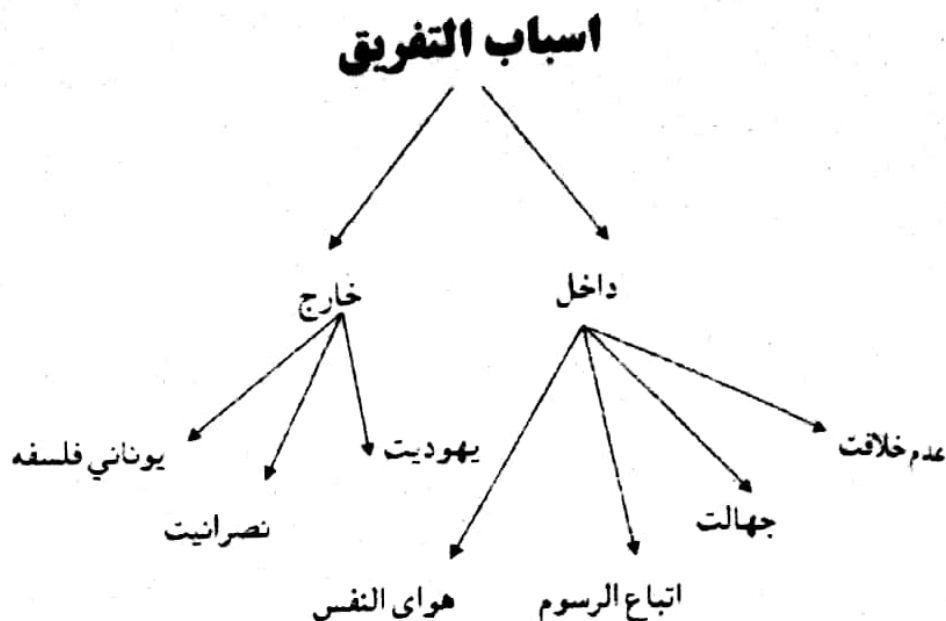 اسباب التفريق
داخل
خارج
عدم خلافت
جهالت
اتباع الرسوم
هوای النفس
يهوديت
نصرانيت
يوناني فلسفه